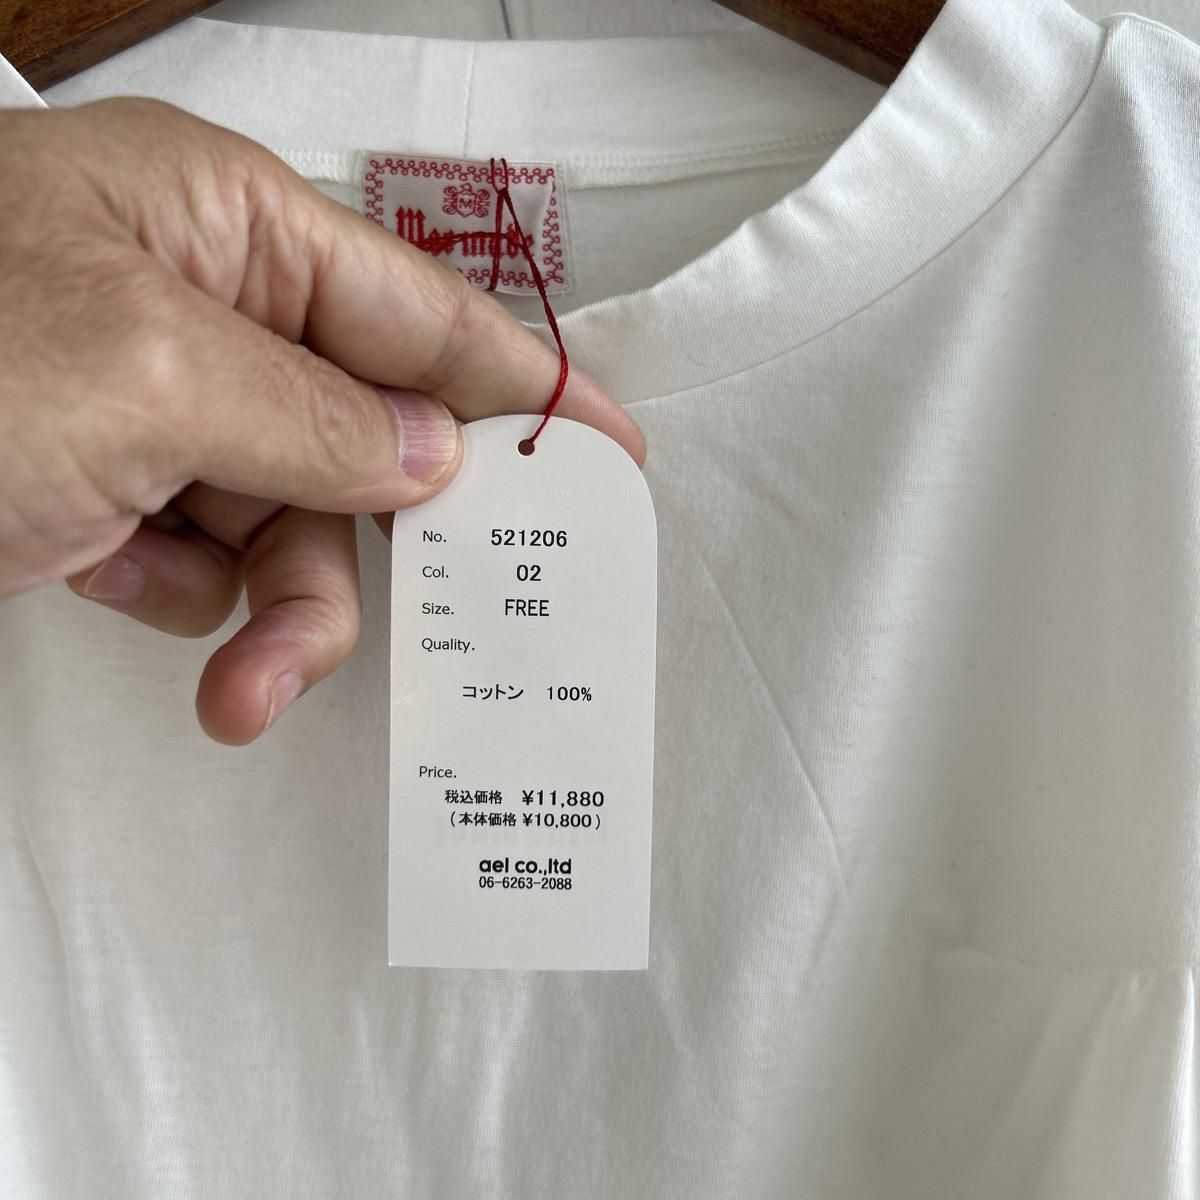 M
No. 521206
Col. 02
Size. FREE
Quality.
コットン 100%
Price.
税込価格 ¥11,880
(本体価格 ¥10,800)
ael co.,ltd
06-6263-2088